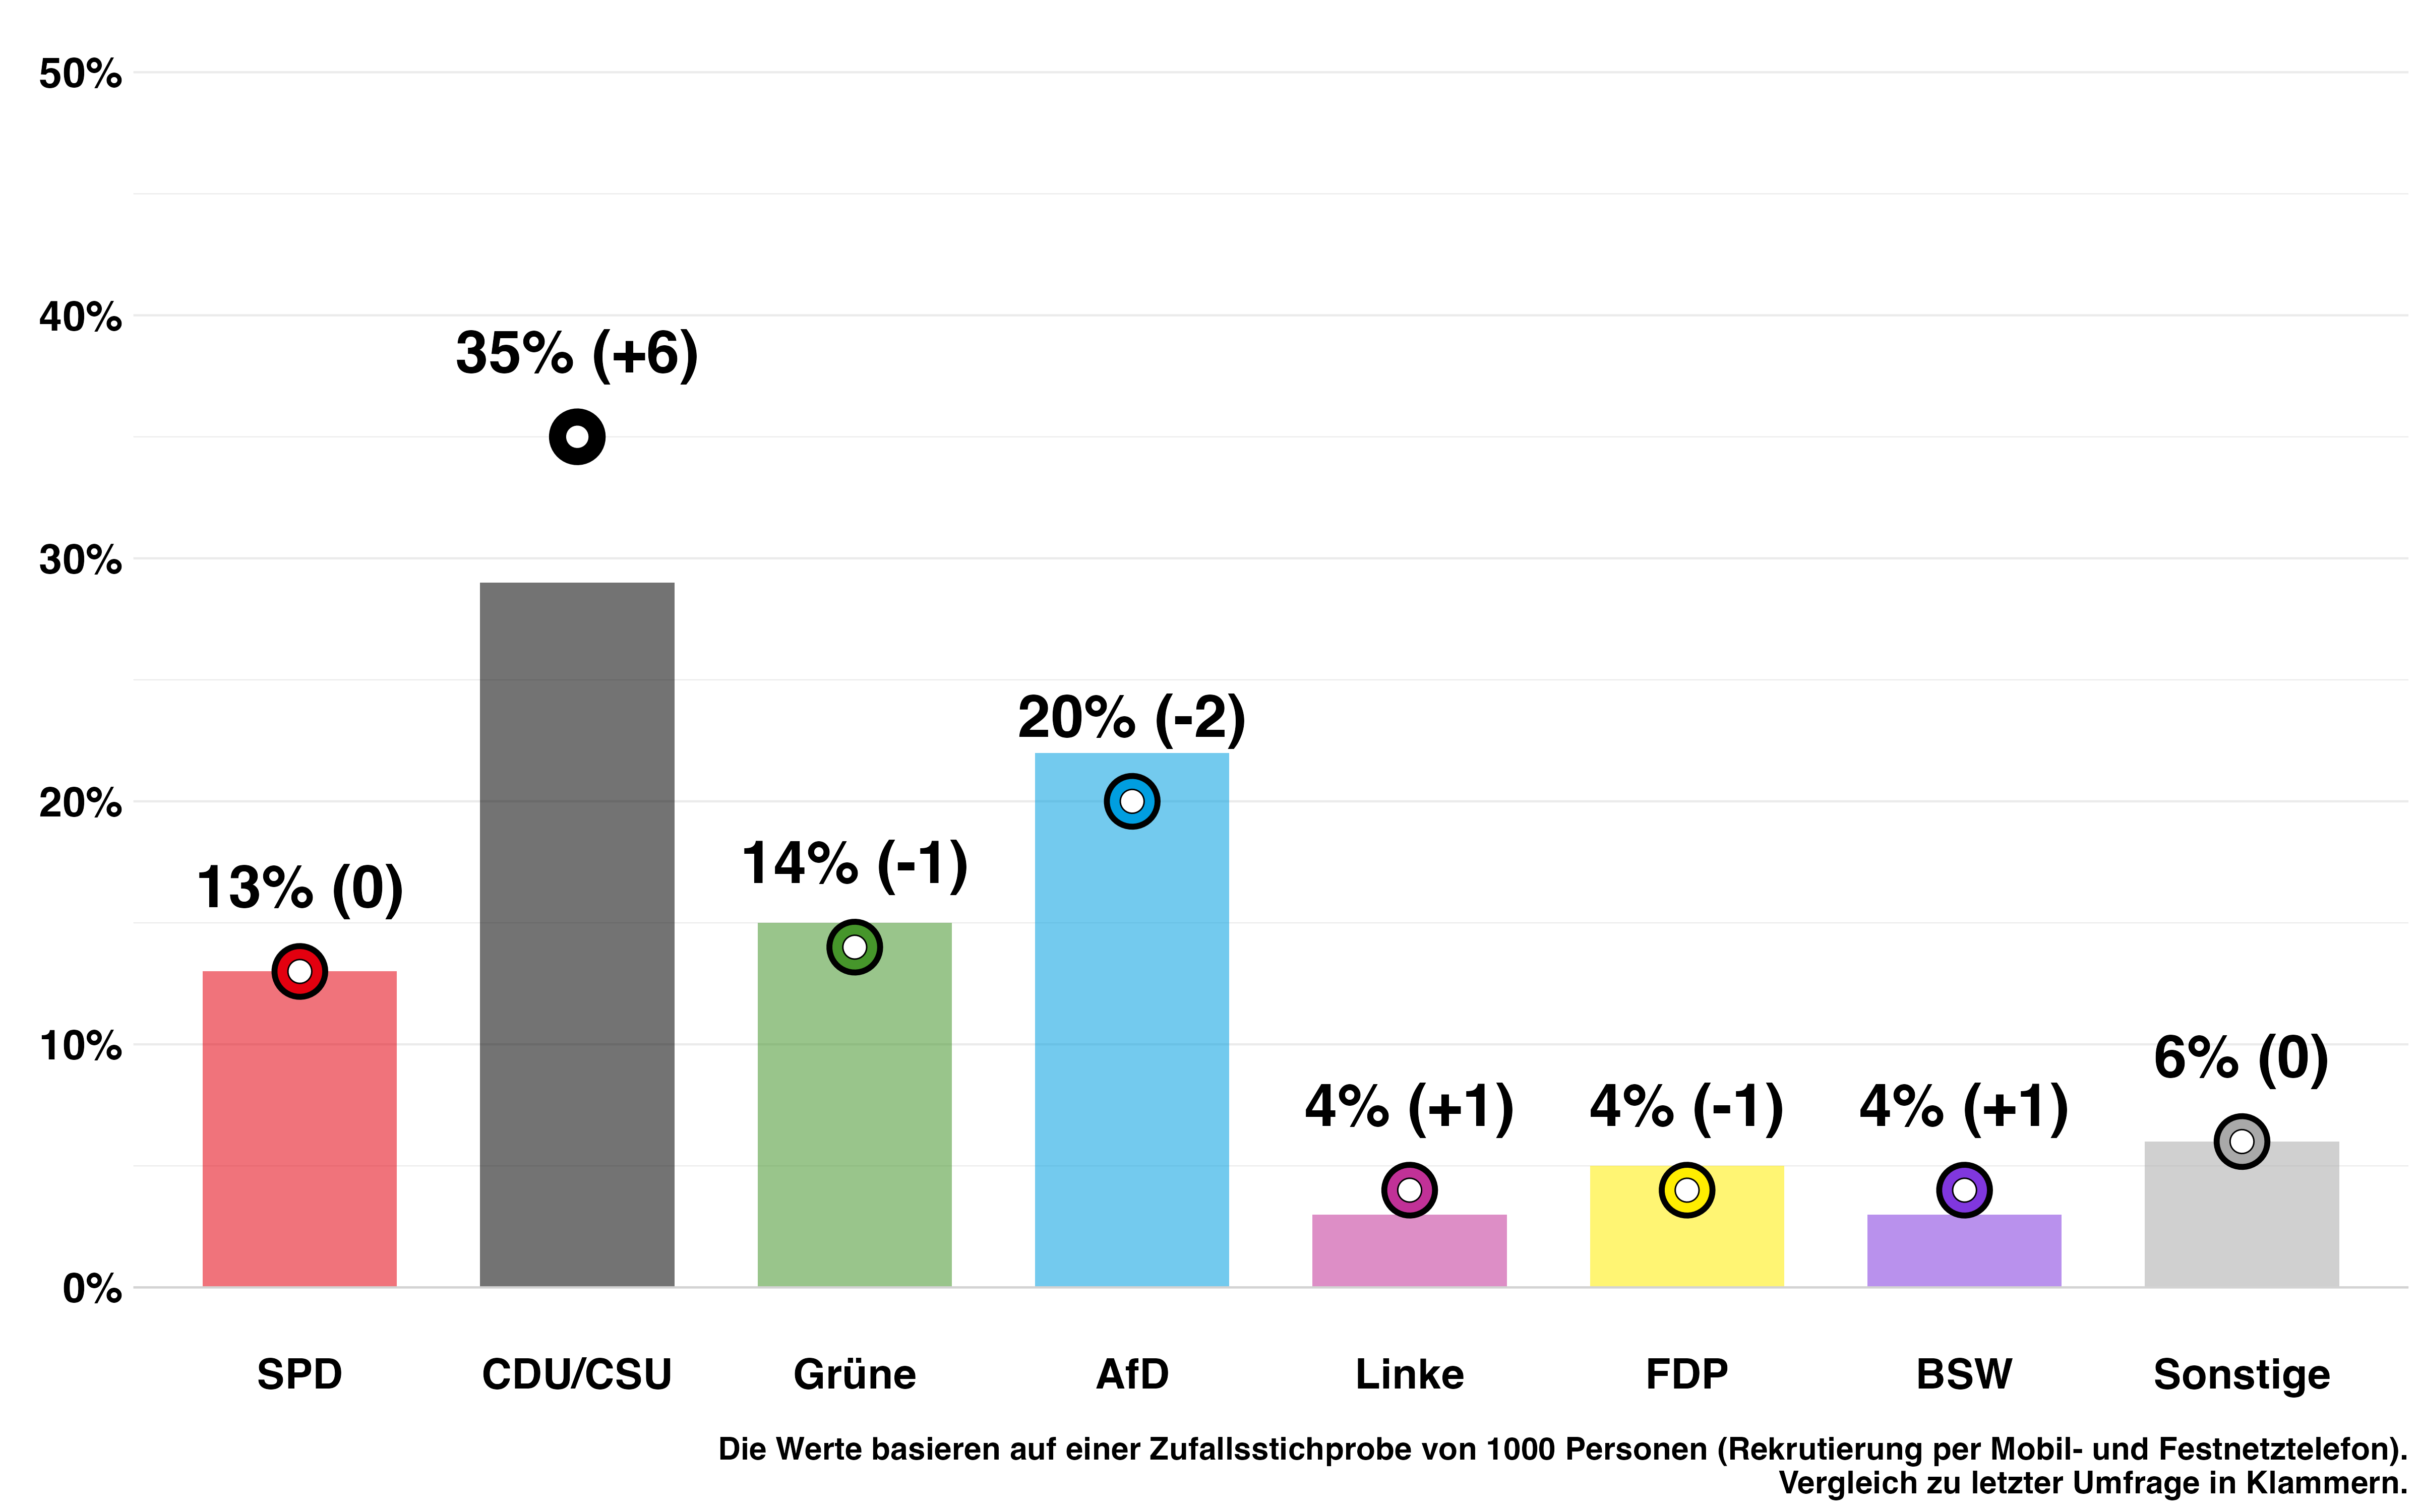 50%
40%
35% (+6)
30%
20% (-2)
20%
14% (-1)
13% (0)
10%
6% (0)
4% (+1)
4% (-1)
4% (+1)
0%
SPD
CDU/CSU
Grüne
AfD
Linke
FDP
BSW
Sonstige
Die Werte basieren auf einer Zufallsstichprobe von 1000 Personen (Rekrutierung per Mobil- und Festnetztelefon).
Vergleich zu letzter Umfrage in Klammern.